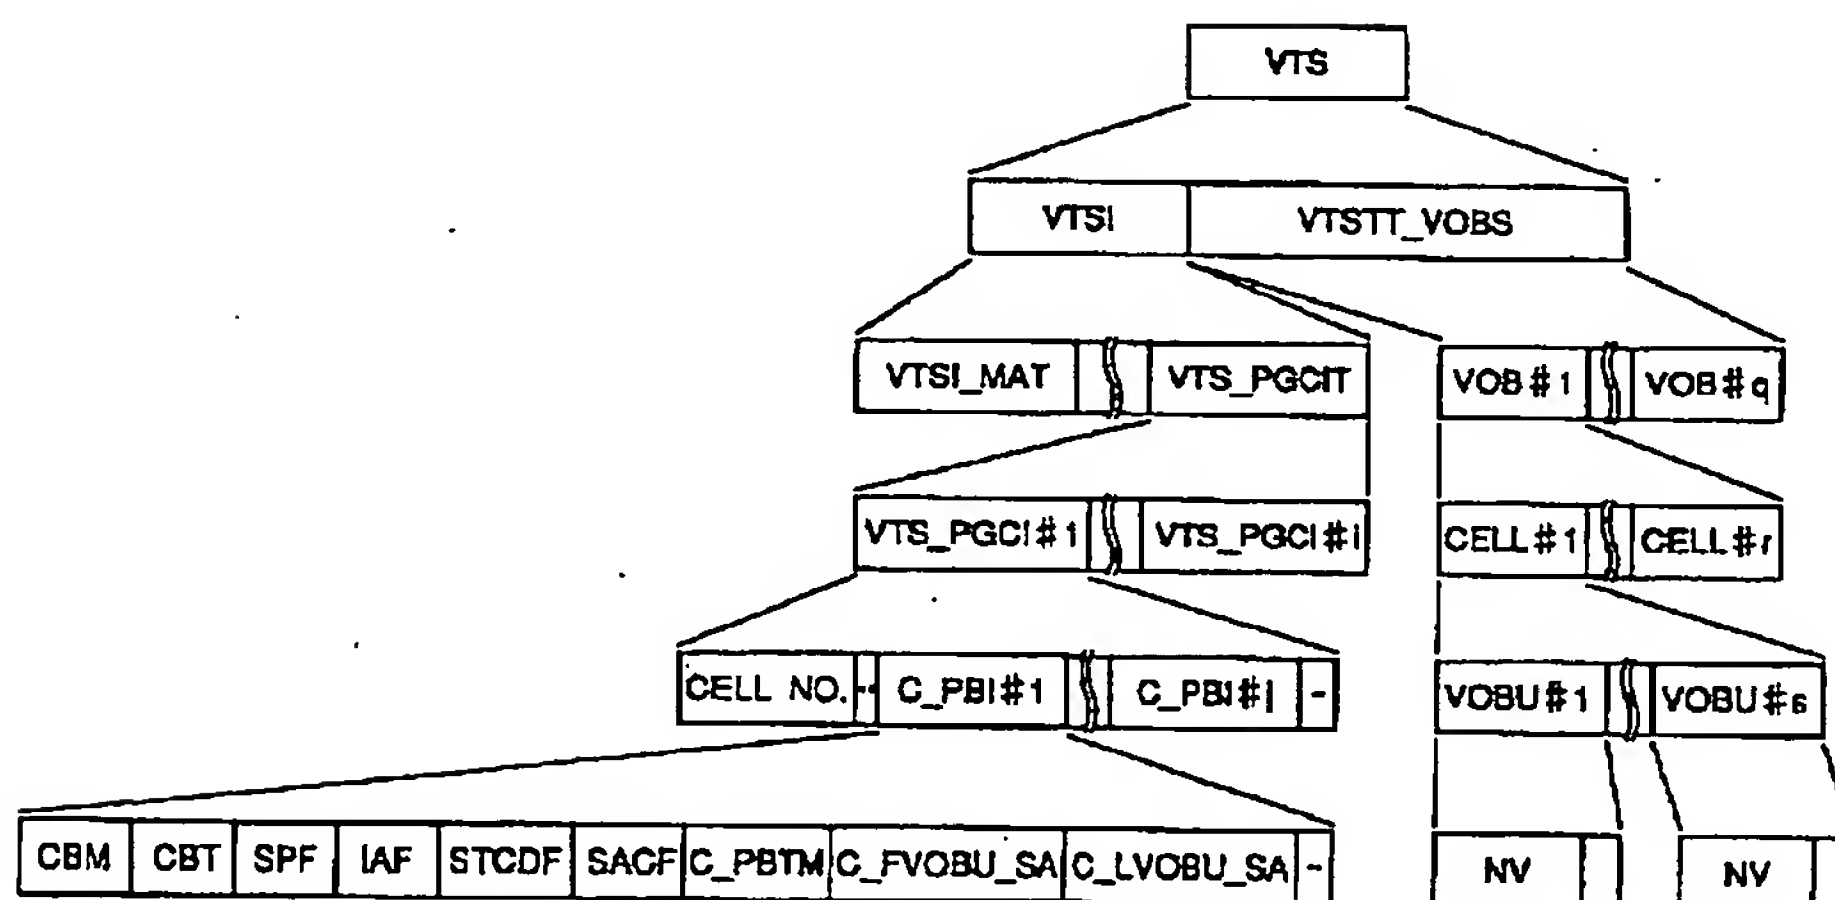 VTS
VTSI VTSTT_VOBS
VTSI_MAT VTS_PGCIT VOB#1 VOB#q
VTS_PGCI#1 VTS_PGCI#i CELL#1 CELL#r
CELL NO. -- C_PBI#1 C_PBI#j - VOBU#1 VOBU#s
CBM CBT SPF IAF STCDF SACF C_PBTM C_FVOBU_SA C_LVOBU_SA - NV NV